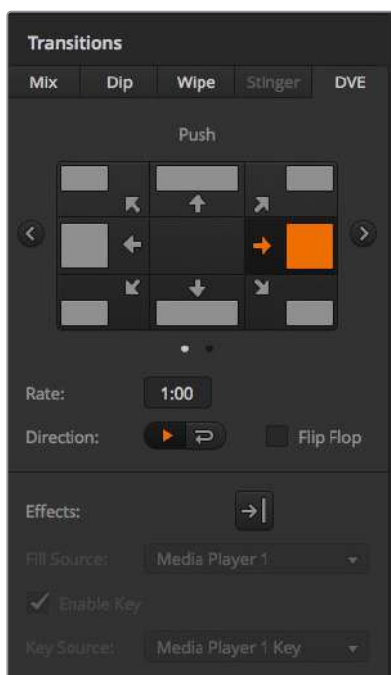 Transitions
Mix Dip Wipe Stinger DVE
Push
Rate: 1:00
Direction: Flip Flop
Effects:
Fill Source: Media Player 1
Enable Key
Key Source: Media Player 1 Key